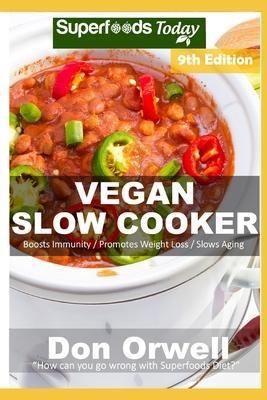 Superfoods Today
9th Edition
VEGAN
SLOW COOKER
Boosts Immunity / Promotes Weight Loss / Slows Aging
Don Orwell
"How can you go wrong with Superfoods Diet?"